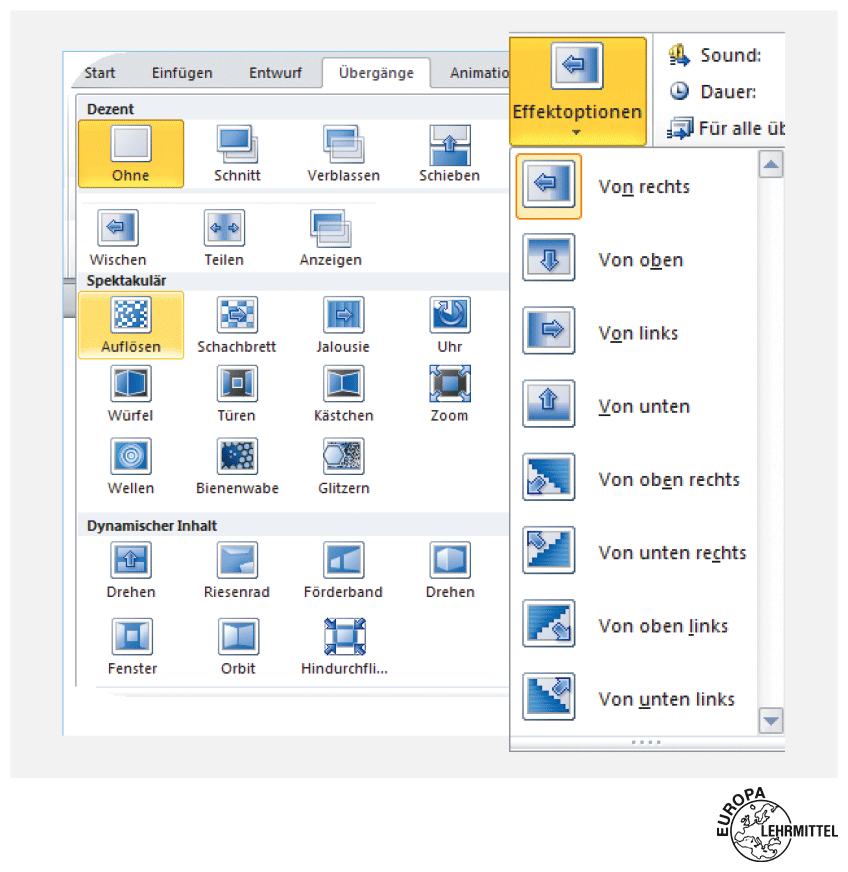 Start Einfügen Entwurf Übergänge Animatio
Dezent
Ohne Schnitt Verblassen Schieben
Wischen Teilen Anzeigen
Spektakulär
Auflösen Schachbrett Jalousie Uhr
Würfel Türen Kästchen Zoom
Wellen Bienenwabe Glitzern
Dynamischer Inhalt
Drehen Riesenrad Förderband Drehen
Fenster Orbit Hindurchfli...
Effektoptionen
Sound:
Dauer:
Für alle üb
Von rechts
Von oben
Von links
Von unten
Von oben rechts
Von unten rechts
Von oben links
Von unten links
EUROPA
LEHRMITTEL